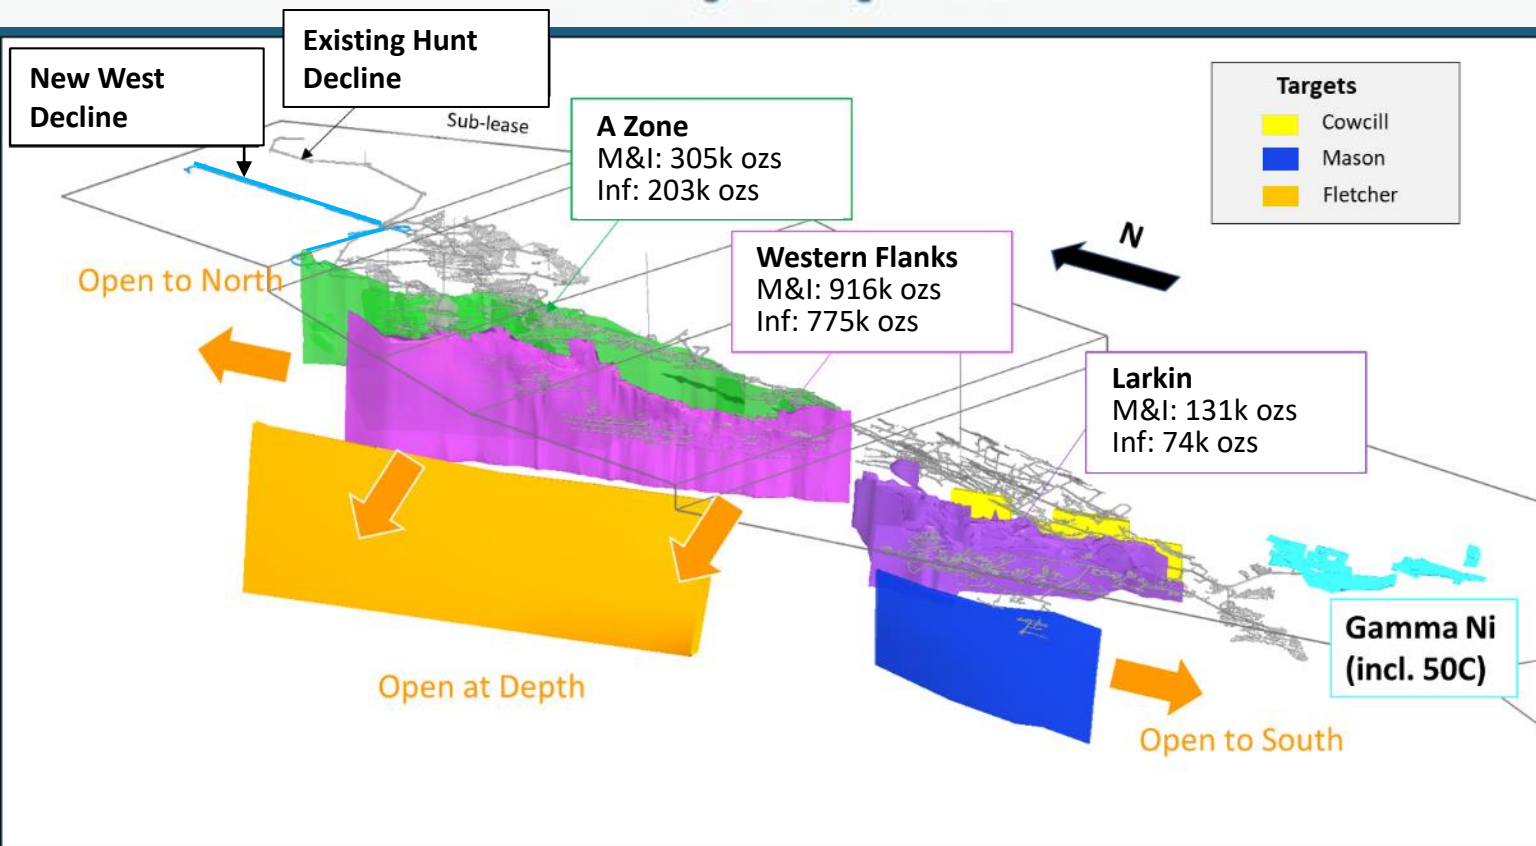 Existing Hunt
Decline
New West
Decline
Sub-lease
A Zone
M&I: 305k ozs
Inf: 203k ozs
Targets
Cowcill
Mason
Fletcher
N
Western Flanks
M&I: 916k ozs
Inf: 775k ozs
Open to North
Larkin
M&I: 131k ozs
Inf: 74k ozs
Gamma Ni
(incl. 50C)
Open at Depth
Open to South